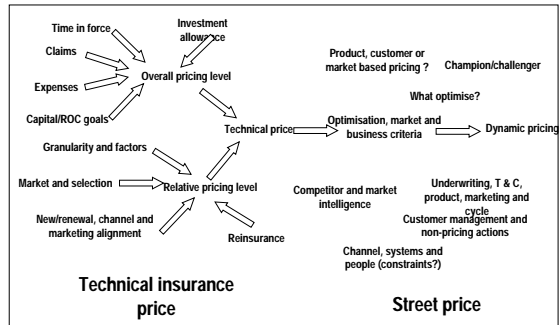 Time in force
Investment
allowance
Claims
Expenses
Overall pricing level
Capital/ROC goals
Product, customer or
market based pricing ?
Champion/challenger
What optimise?
Technical price
Optimisation, market and
business criteria
Dynamic pricing
Granularity and factors
Market and selection
Relative pricing level
New/renewal, channel and
marketing alignment
Reinsurance
Competitor and market
intelligence
Underwriting, T & C,
product, marketing and
cycle
Customer management and
non-pricing actions
Channel, systems and
people (constraints?)
Technical insurance
price
Street price